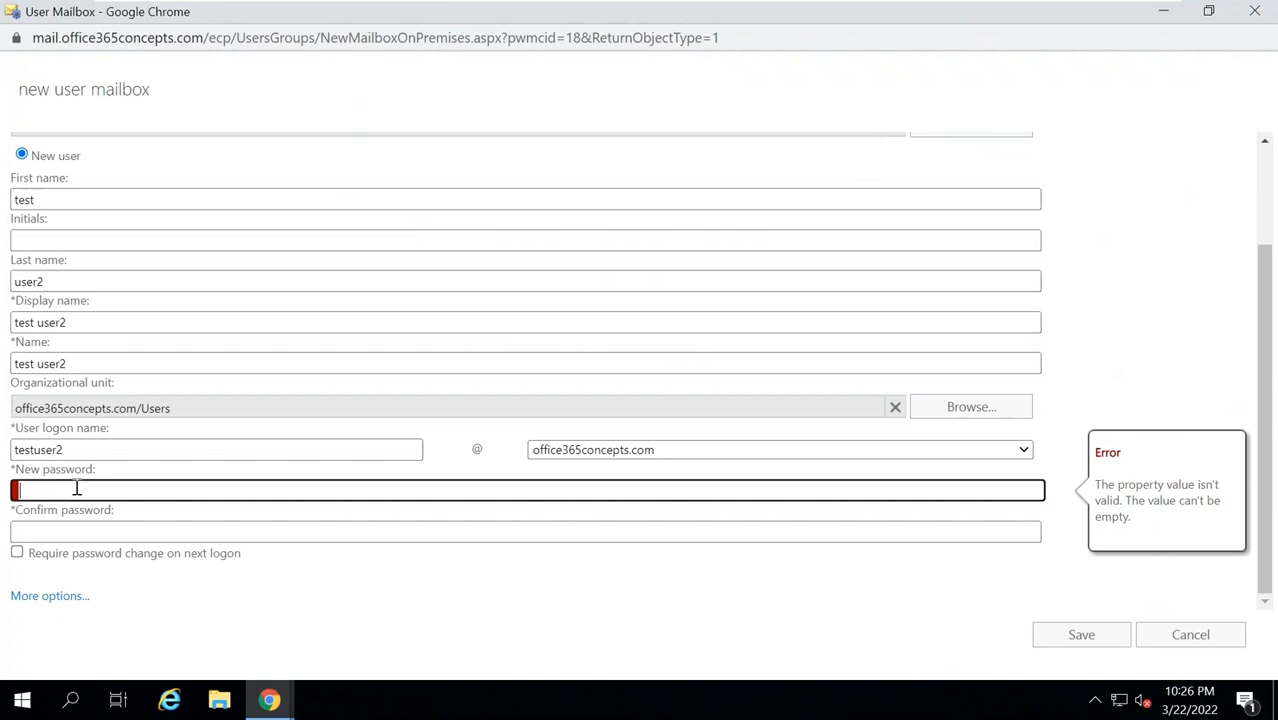 User Mailbox - Google Chrome
mail.office365concepts.com/ecp/UsersGroups/NewMailboxOnPremises.aspx?pwmcid=18&ReturnObjectType=1
new user mailbox
New user
First name:
test
Initials:
Last name:
user2
*Display name:
test user2
*Name:
test user2
Organizational unit:
office365concepts.com/Users
Browse...
*User logon name:
testuser2
@
office365concepts.com
*New password:
Error
The property value isn't
valid. The value can't be
empty.
*Confirm password:
Require password change on next logon
More options...
Save
Cancel
10:26 PM
3/22/2022
1